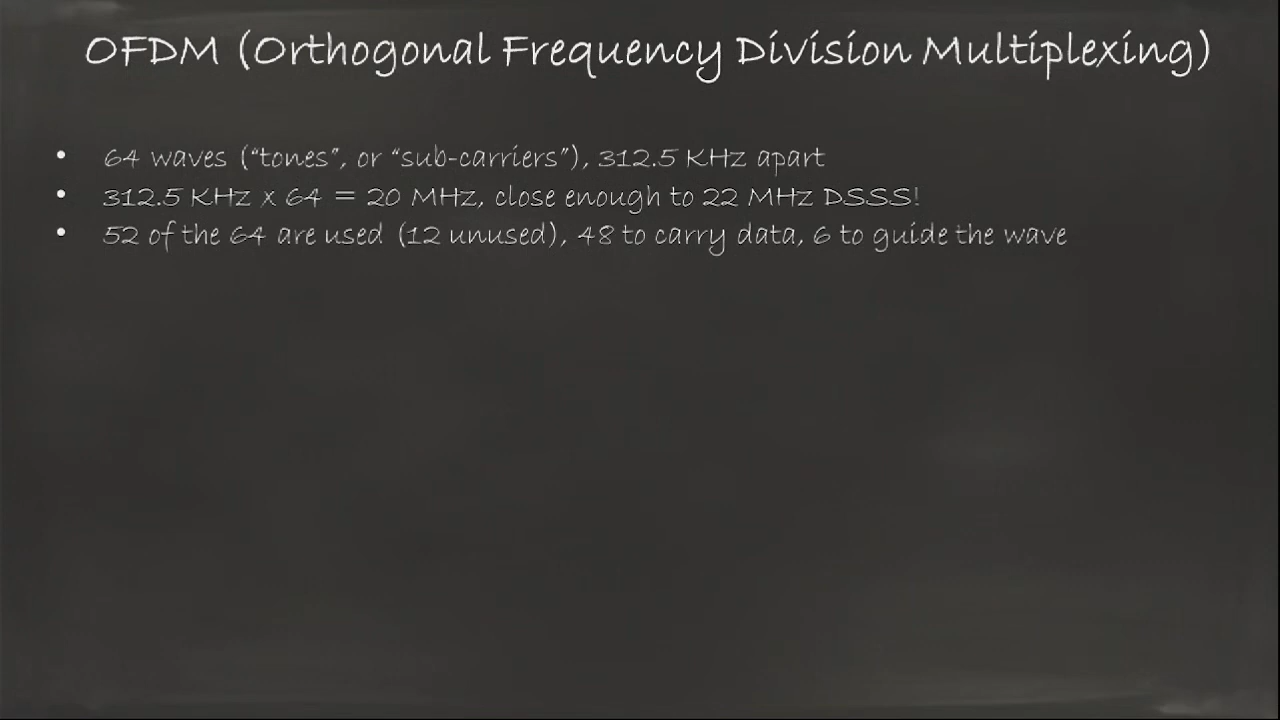 OFDM (Orthogonal Frequency Division Multiplexing)
• 64 waves (“tones”, or “sub-carriers”), 312.5 KHz apart
• 312.5 KHz x 64 = 20 MHz, close enough to 22 MHz DSSS!
• 52 of the 64 are used (12 unused), 48 to carry data, 6 to guide the wave